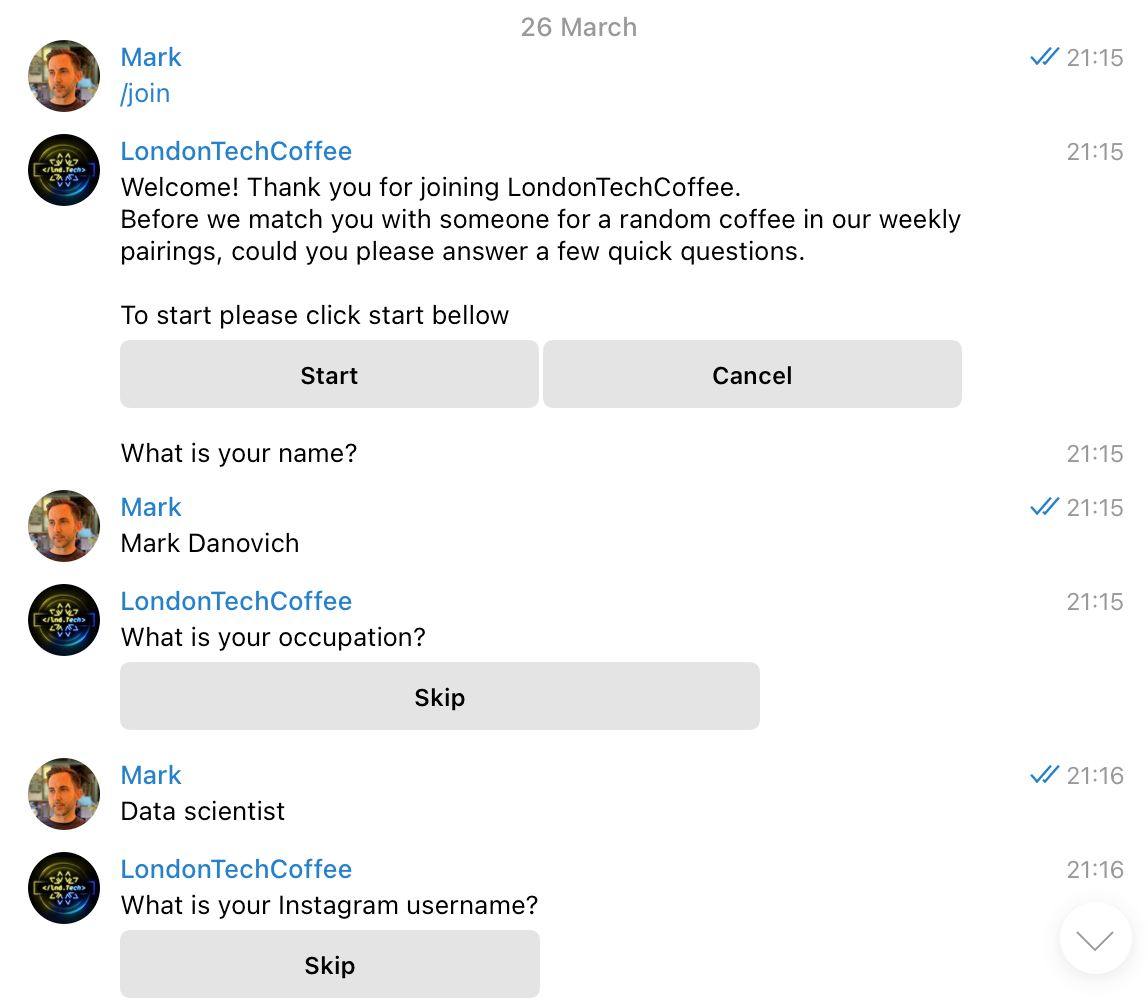 26 March
Mark 21:15
/join
LondonTechCoffee 21:15
Welcome! Thank you for joining LondonTechCoffee.
Before we match you with someone for a random coffee in our weekly
pairings, could you please answer a few quick questions.
To start please click start bellow
Start Cancel
What is your name? 21:15
Mark 21:15
Mark Danovich
</lnd.Tech>
LondonTechCoffee 21:15
What is your occupation?
Skip
Mark 21:16
Data scientist
LondonTechCoffee 21:16
</lnd.Tech>
What is your Instagram username?
Skip